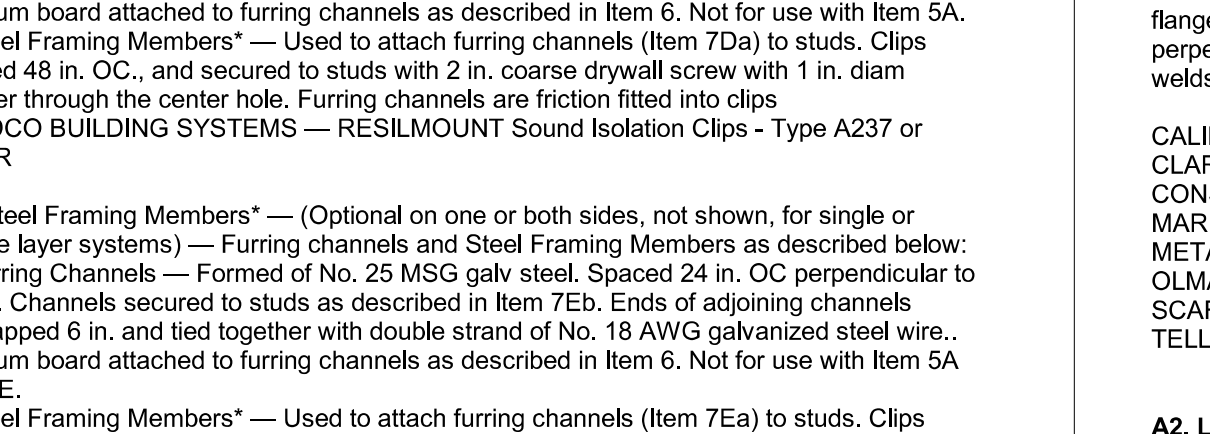 um board attached to furring channels as described in Item 6. Not for use with Item 5A.
eel Framing Members* — Used to attach furring channels (Item 7Da) to studs. Clips
ed 48 in. OC., and secured to studs with 2 in. coarse drywall screw with 1 in. diam
er through the center hole. Furring channels are friction fitted into clips
OCO BUILDING SYSTEMS — RESILMOUNT Sound Isolation Clips - Type A237 or
R
teel Framing Members* — (Optional on one or both sides, not shown, for single or
e layer systems) — Furring channels and Steel Framing Members as described below:
rring Channels — Formed of No. 25 MSG galv steel. Spaced 24 in. OC perpendicular to
. Channels secured to studs as described in Item 7Eb. Ends of adjoining channels
apped 6 in. and tied together with double strand of No. 18 AWG galvanized steel wire..
um board attached to furring channels as described in Item 6. Not for use with Item 5A
E.
eel Framing Members* — Used to attach furring channels (Item 7Ea) to studs. Clips
flange
perpe
welds
CALI
CLAR
CON
MAR
META
OLMA
SCAF
TELL
A2. L